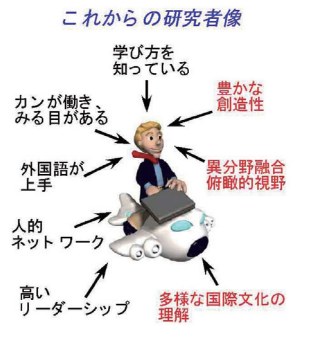 これからの研究者像
学び方を
知っている
豊かな
創造性
カンが働き、
みる目がある
外国語が
上手
異分野融合
俯瞰的視野
人的
ネットワーク
高い
リーダーシップ
多様な国際文化の
理解